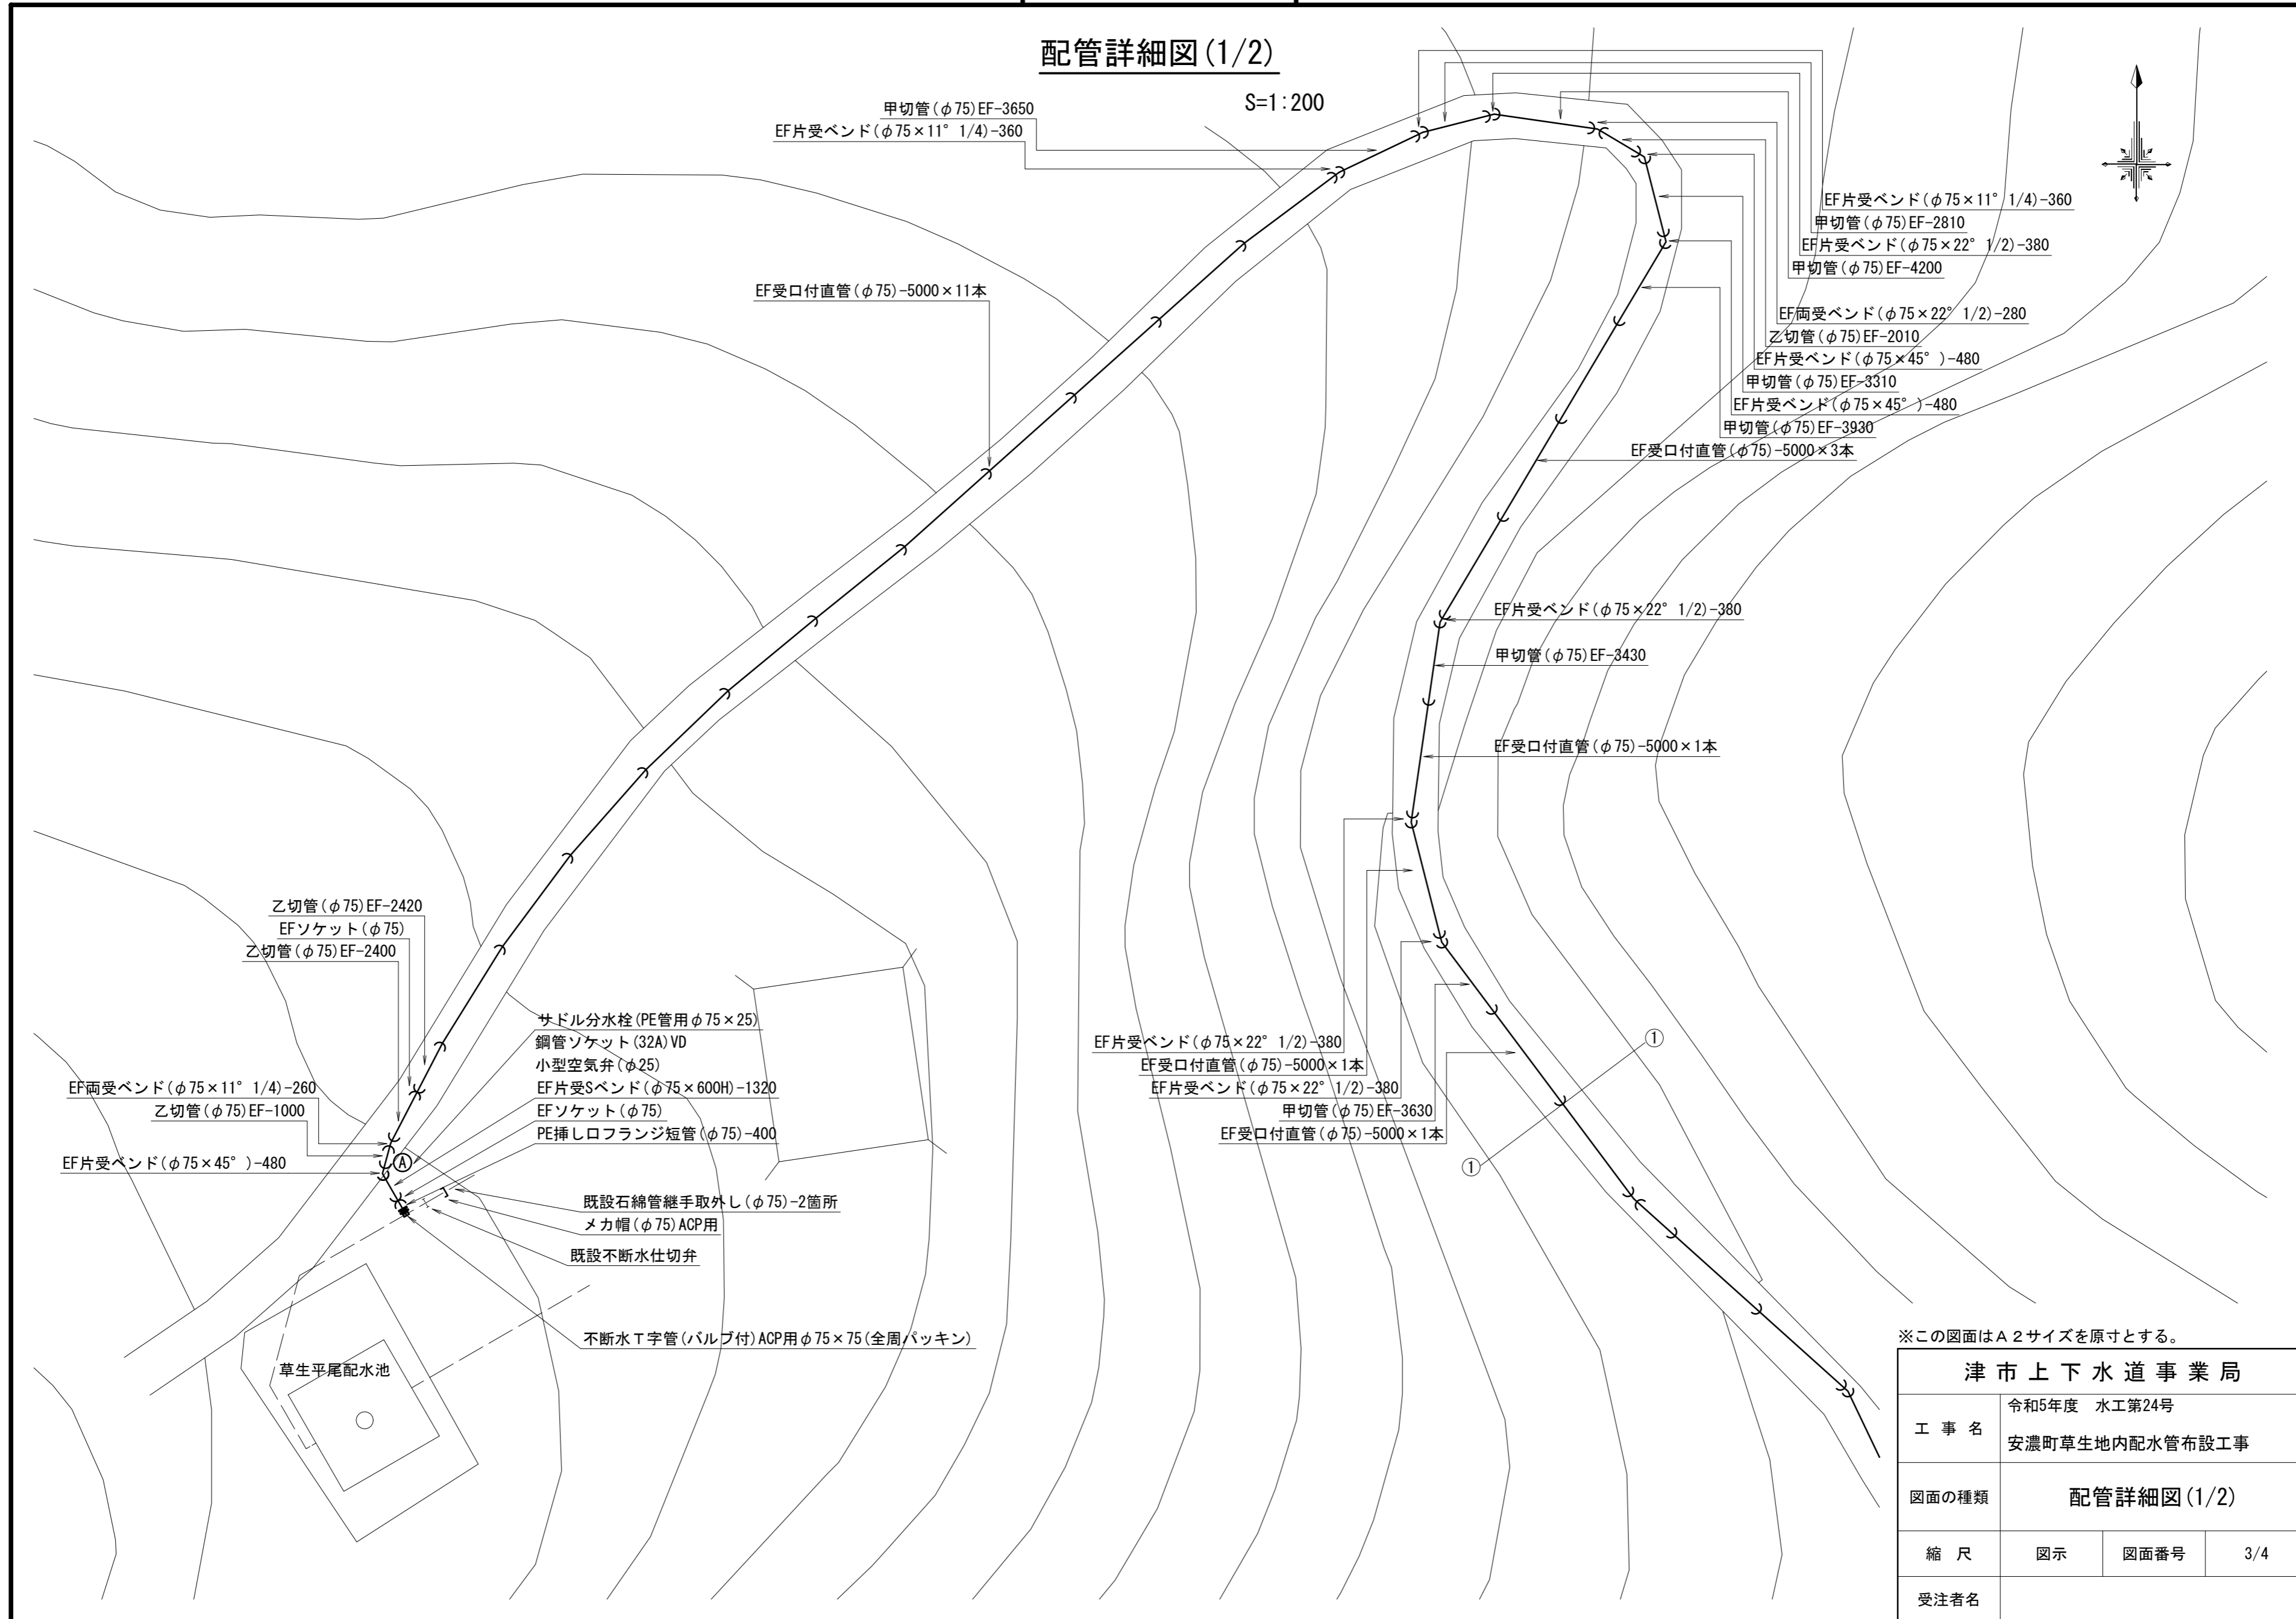 配管詳細図(1/2)
S=1:200
甲切管(φ75)EF-3650
EF片受ベンド(φ75×11° 1/4)-360
EF受口付直管(φ75)-5000×11本
EF片受ベンド(φ75×11° 1/4)-360
甲切管(φ75)EF-2810
EF片受ベンド(φ75×22° 1/2)-380
甲切管(φ75)EF-4200
EF両受ベンド(φ75×22° 1/2)-280
乙切管(φ75)EF-2010
EF片受ベンド(φ75×45° )-480
甲切管(φ75)EF-3310
EF片受ベンド(φ75×45° )-480
甲切管(φ75)EF-3930
EF受口付直管(φ75)-5000×3本
EF片受ベンド(φ75×22° 1/2)-380
甲切管(φ75)EF-3430
EF受口付直管(φ75)-5000×1本
乙切管(φ75)EF-2420
EFソケット(φ75)
乙切管(φ75)EF-2400
サドル分水栓(PE管用φ75×25)
鋼管ソケット(32A)VD
小型空気弁(φ25)
EF片受Sベンド(φ75×600H)-1320
EFソケット(φ75)
PE挿し口フランジ短管(φ75)-400
EF両受ベンド(φ75×11° 1/4)-260
乙切管(φ75)EF-1000
EF片受ベンド(φ75×45° )-480
Ⓐ
既設石綿管継手取外し(φ75)-2箇所
メカ帽(φ75)ACP用
既設不断水仕切弁
不断水T字管(バルブ付)ACP用φ75×75(全周パッキン)
草生平尾配水池
EF片受ベンド(φ75×22° 1/2)-380
EF受口付直管(φ75)-5000×1本
EF片受ベンド(φ75×22° 1/2)-380
甲切管(φ75)EF-3630
EF受口付直管(φ75)-5000×1本
①
①
※この図面はA2サイズを原寸とする。
津市上下水道事業局
工事名
令和5年度 水工第24号
安濃町草生地内配水管布設工事
図面の種類
配管詳細図(1/2)
縮尺
図示
図面番号
3/4
受注者名